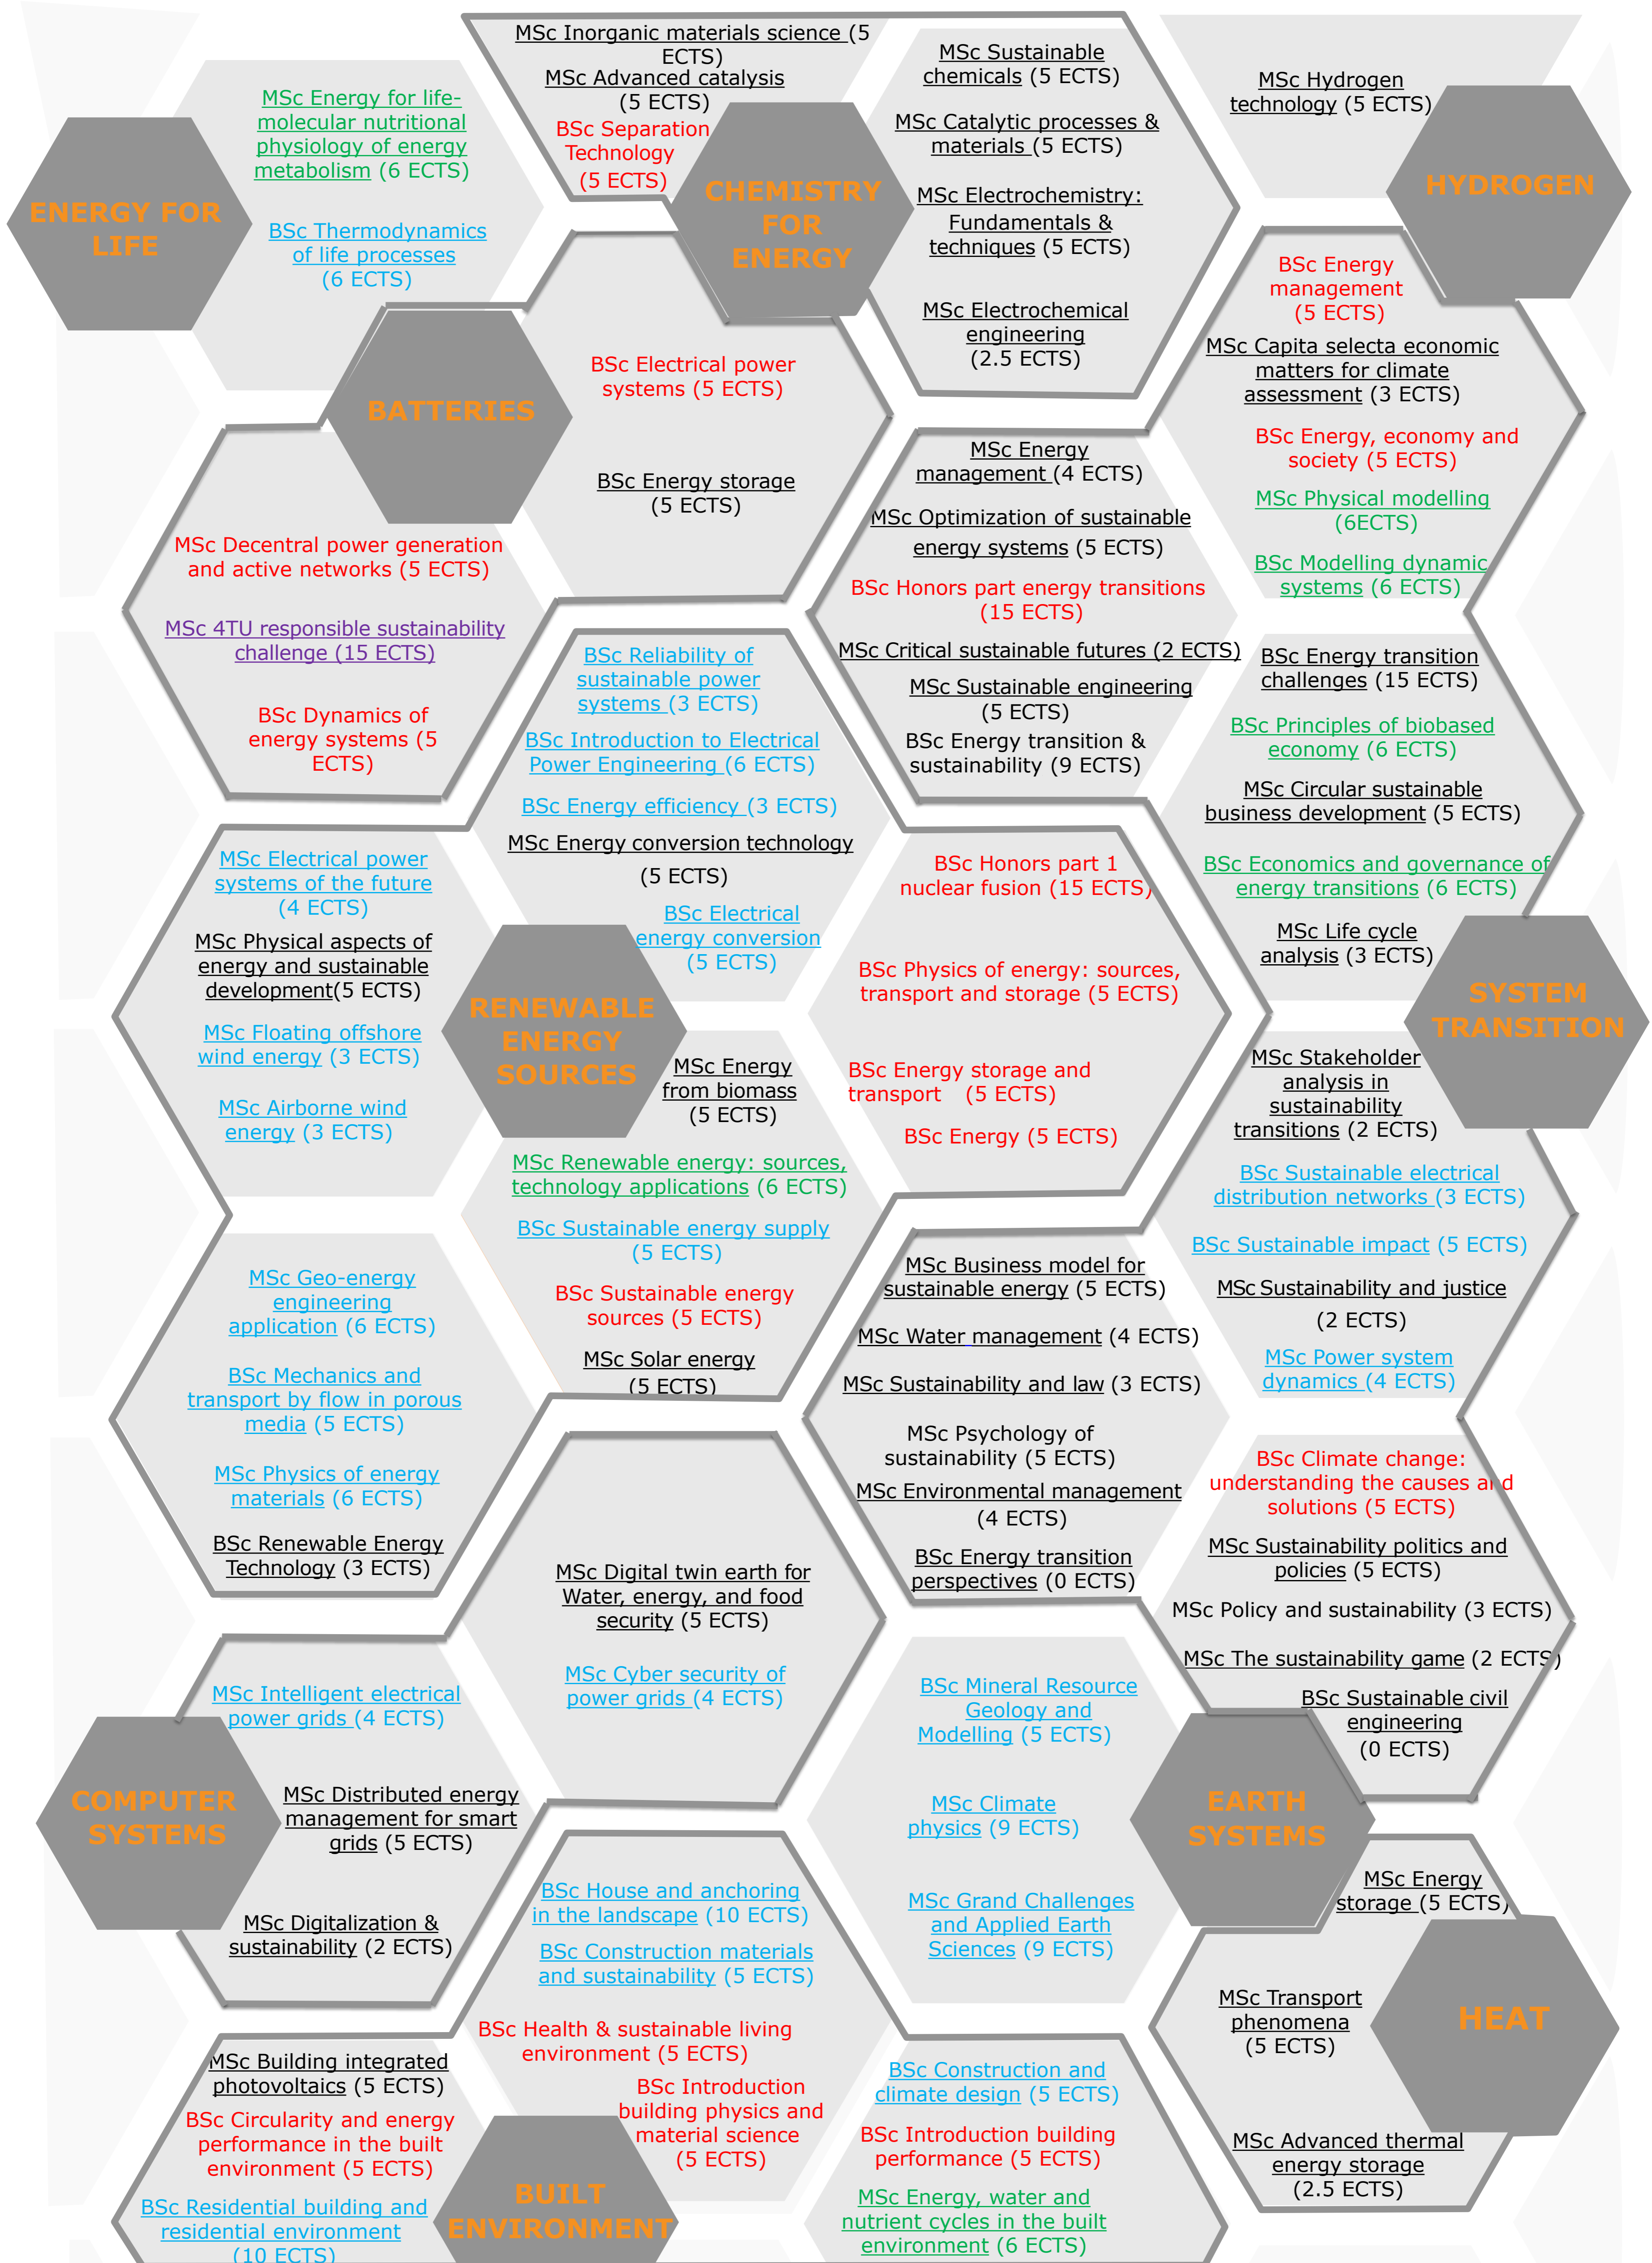 MSc Inorganic materials science (5
ECTS)
MSc Advanced catalysis
(5 ECTS)
BSc Separation
Technology
(5 ECTS)
MSc Sustainable
chemicals (5 ECTS)
MSc Catalytic processes &
materials (5 ECTS)
MSc Electrochemistry:
Fundamentals &
techniques (5 ECTS)
MSc Electrochemical
engineering
(2.5 ECTS)
CHEMISTRY
FOR
ENERGY
MSc Hydrogen
technology (5 ECTS)
HYDROGEN
MSc Energy for life-
molecular nutritional
physiology of energy
metabolism (6 ECTS)
BSc Thermodynamics
of life processes
(6 ECTS)
ENERGY FOR
LIFE
BATTERIES
BSc Electrical power
systems (5 ECTS)
BSc Energy storage
(5 ECTS)
MSc Decentral power generation
and active networks (5 ECTS)
MSc 4TU responsible sustainability
challenge (15 ECTS)
BSc Dynamics of
energy systems (5
ECTS)
BSc Energy
management
(5 ECTS)
MSc Capita selecta economic
matters for climate
assessment (3 ECTS)
BSc Energy, economy and
society (5 ECTS)
MSc Physical modelling
(6ECTS)
BSc Modelling dynamic
systems (6 ECTS)
MSc Energy
management (4 ECTS)
MSc Optimization of sustainable
energy systems (5 ECTS)
BSc Honors part energy transitions
(15 ECTS)
MSc Critical sustainable futures (2 ECTS)
MSc Sustainable engineering
(5 ECTS)
BSc Energy transition &
sustainability (9 ECTS)
BSc Energy transition
challenges (15 ECTS)
BSc Principles of biobased
economy (6 ECTS)
MSc Circular sustainable
business development (5 ECTS)
BSc Economics and governance of
energy transitions (6 ECTS)
MSc Life cycle
analysis (3 ECTS)
SYSTEM
TRANSITION
BSc Reliability of
sustainable power
systems (3 ECTS)
BSc Introduction to Electrical
Power Engineering (6 ECTS)
BSc Energy efficiency (3 ECTS)
MSc Energy conversion technology
(5 ECTS)
BSc Electrical
energy conversion
(5 ECTS)
MSc Electrical power
systems of the future
(4 ECTS)
MSc Physical aspects of
energy and sustainable
development(5 ECTS)
MSc Floating offshore
wind energy (3 ECTS)
MSc Airborne wind
energy (3 ECTS)
RENEWABLE
ENERGY
SOURCES
BSc Honors part 1
nuclear fusion (15 ECTS)
BSc Physics of energy: sources,
transport and storage (5 ECTS)
BSc Energy storage and
transport (5 ECTS)
BSc Energy (5 ECTS)
MSc Energy
from biomass
(5 ECTS)
MSc Renewable energy: sources,
technology applications (6 ECTS)
BSc Sustainable energy supply
(5 ECTS)
BSc Sustainable energy
sources (5 ECTS)
MSc Solar energy
(5 ECTS)
MSc Geo-energy
engineering
application (6 ECTS)
BSc Mechanics and
transport by flow in porous
media (5 ECTS)
MSc Physics of energy
materials (6 ECTS)
BSc Renewable Energy
Technology (3 ECTS)
MSc Stakeholder
analysis in
sustainability
transitions (2 ECTS)
BSc Sustainable electrical
distribution networks (3 ECTS)
BSc Sustainable impact (5 ECTS)
MSc Sustainability and justice
(2 ECTS)
MSc Power system
dynamics (4 ECTS)
MSc Business model for
sustainable energy (5 ECTS)
MSc Water management (4 ECTS)
MSc Sustainability and law (3 ECTS)
MSc Psychology of
sustainability (5 ECTS)
MSc Environmental management
(4 ECTS)
BSc Energy transition
perspectives (0 ECTS)
BSc Climate change:
understanding the causes and
solutions (5 ECTS)
MSc Sustainability politics and
policies (5 ECTS)
MSc Policy and sustainability (3 ECTS)
MSc The sustainability game (2 ECTS)
BSc Sustainable civil
engineering
(0 ECTS)
MSc Digital twin earth for
Water, energy, and food
security (5 ECTS)
MSc Cyber security of
power grids (4 ECTS)
MSc Intelligent electrical
power grids (4 ECTS)
MSc Distributed energy
management for smart
grids (5 ECTS)
MSc Digitalization &
sustainability (2 ECTS)
COMPUTER
SYSTEMS
BSc Mineral Resource
Geology and
Modelling (5 ECTS)
MSc Climate
physics (9 ECTS)
MSc Grand Challenges
and Applied Earth
Sciences (9 ECTS)
EARTH
SYSTEMS
MSc Energy
storage (5 ECTS)
MSc Transport
phenomena
(5 ECTS)
MSc Advanced thermal
energy storage
(2.5 ECTS)
HEAT
BSc House and anchoring
in the landscape (10 ECTS)
BSc Construction materials
and sustainability (5 ECTS)
BSc Health & sustainable living
environment (5 ECTS)
BSc Introduction
building physics and
material science
(5 ECTS)
MSc Building integrated
photovoltaics (5 ECTS)
BSc Circularity and energy
performance in the built
environment (5 ECTS)
BSc Residential building and
residential environment
(10 ECTS)
BUILT
ENVIRONMENT
BSc Construction and
climate design (5 ECTS)
BSc Introduction building
performance (5 ECTS)
MSc Energy, water and
nutrient cycles in the built
environment (6 ECTS)